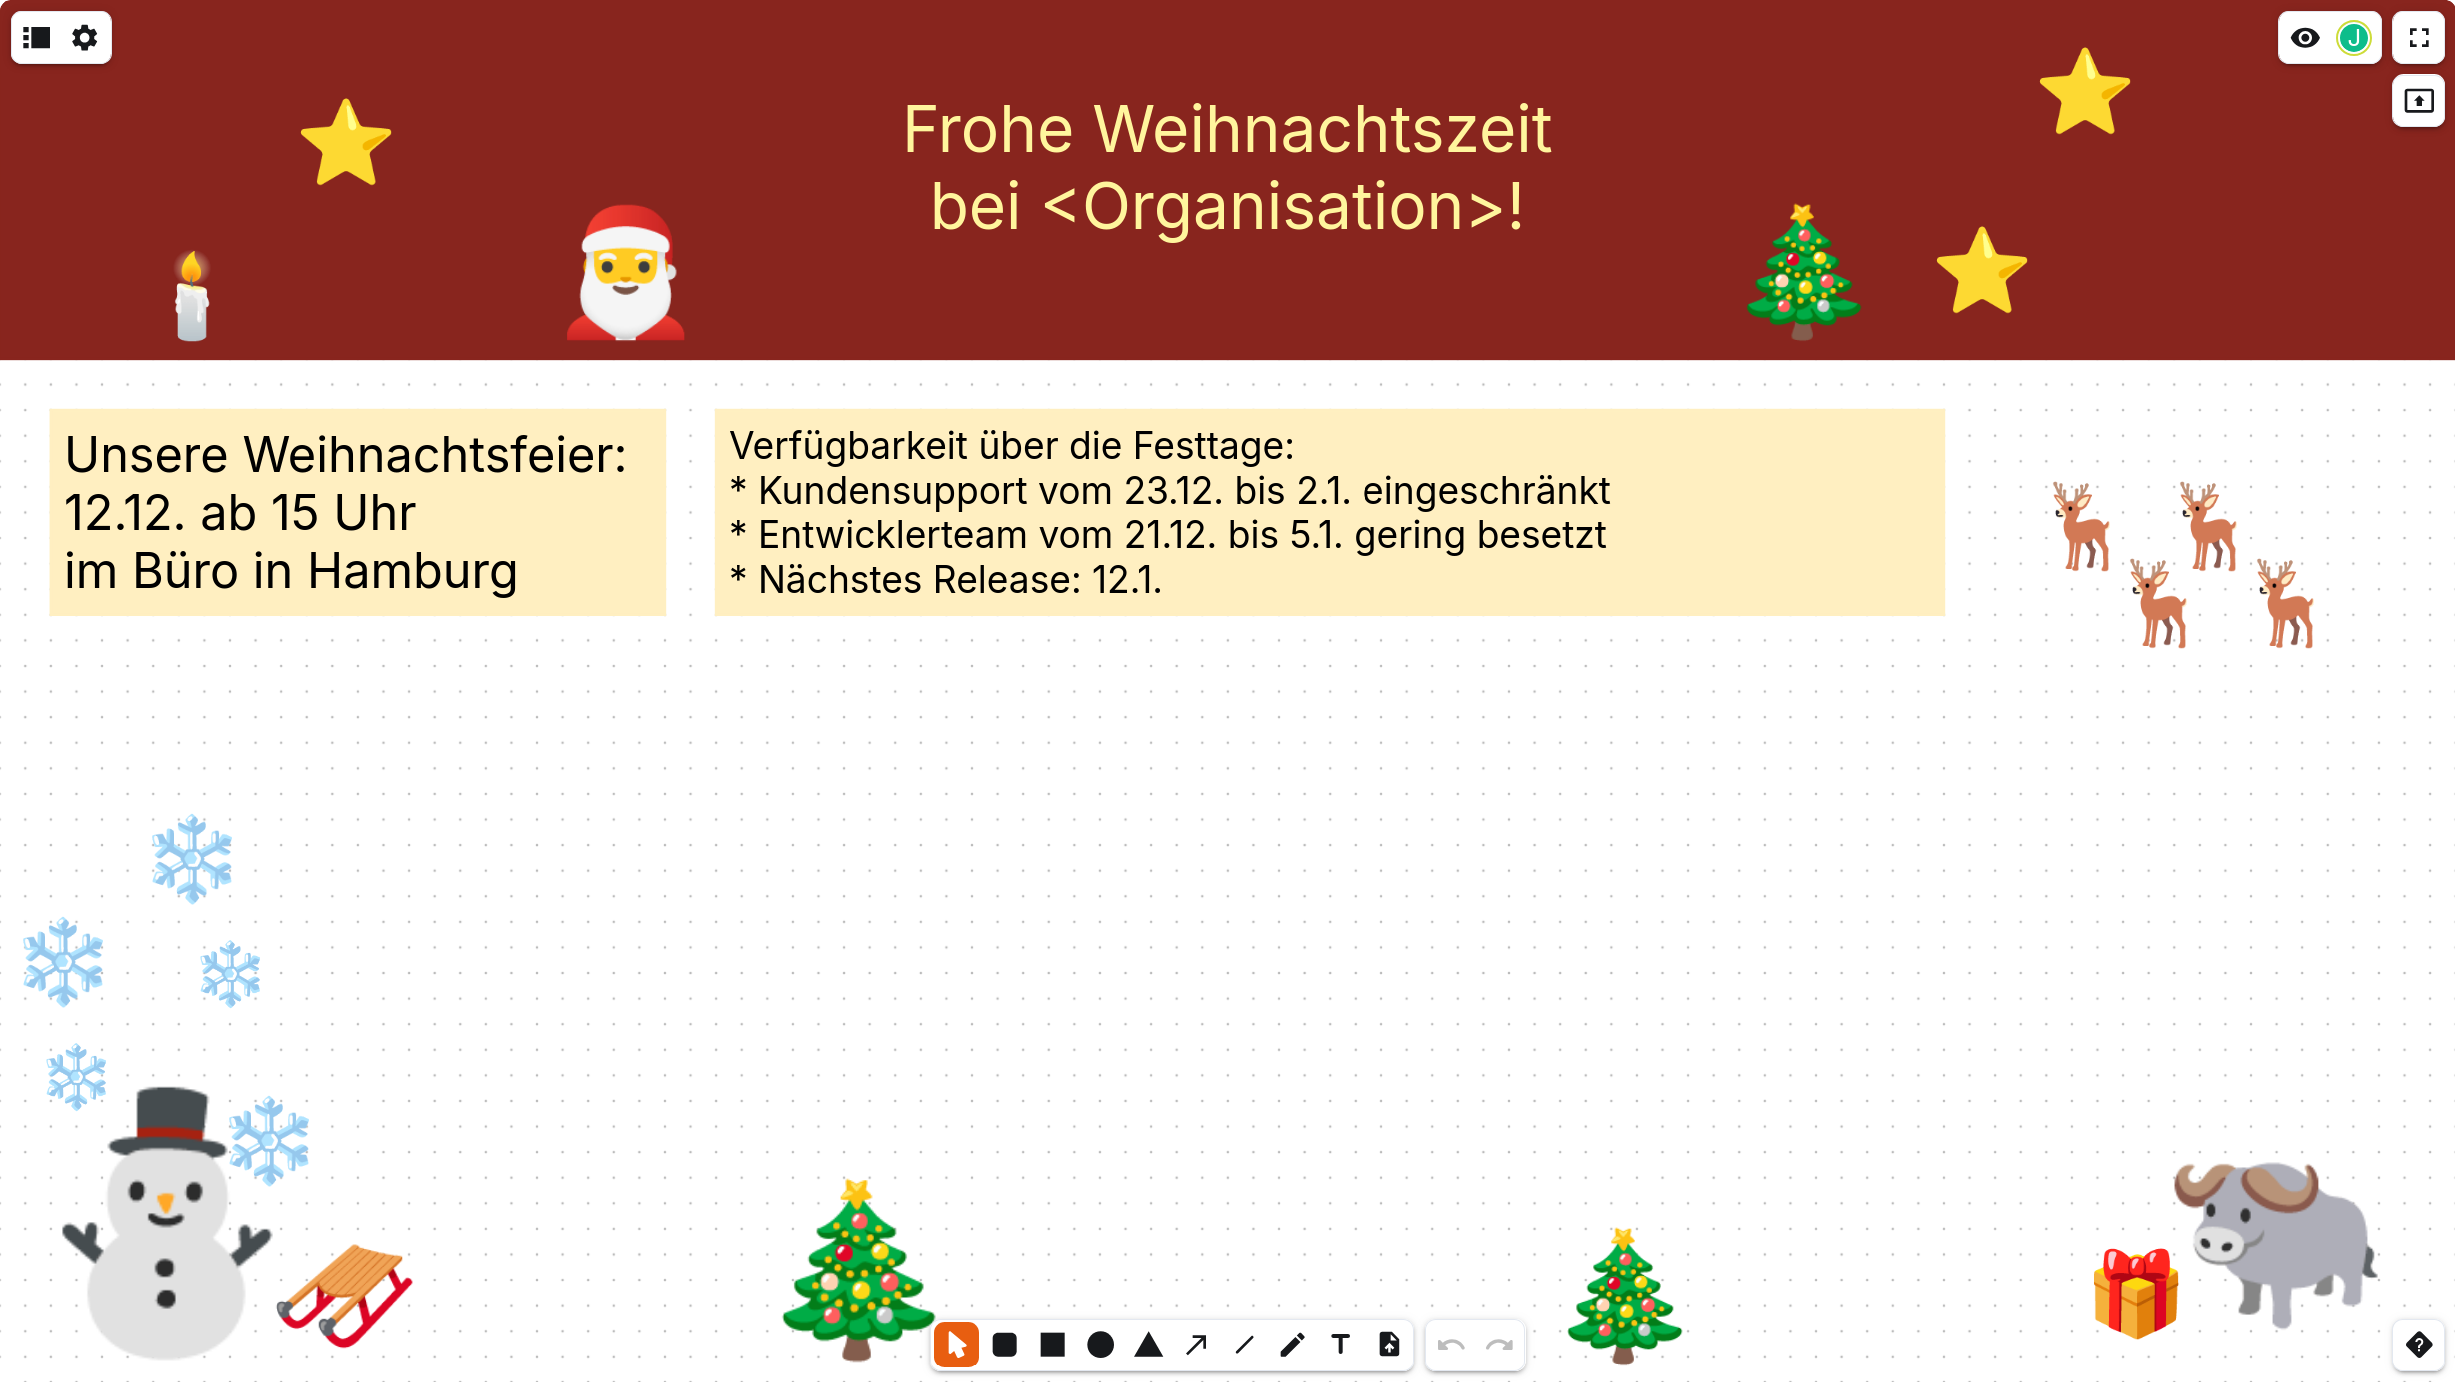 J
Frohe Weihnachtszeit
bei <Organisation>!
Unsere Weihnachtsfeier:
12.12. ab 15 Uhr
im Büro in Hamburg
Verfügbarkeit über die Festtage:
* Kundensupport vom 23.12. bis 2.1. eingeschränkt
* Entwicklerteam vom 21.12. bis 5.1. gering besetzt
* Nächstes Release: 12.1.